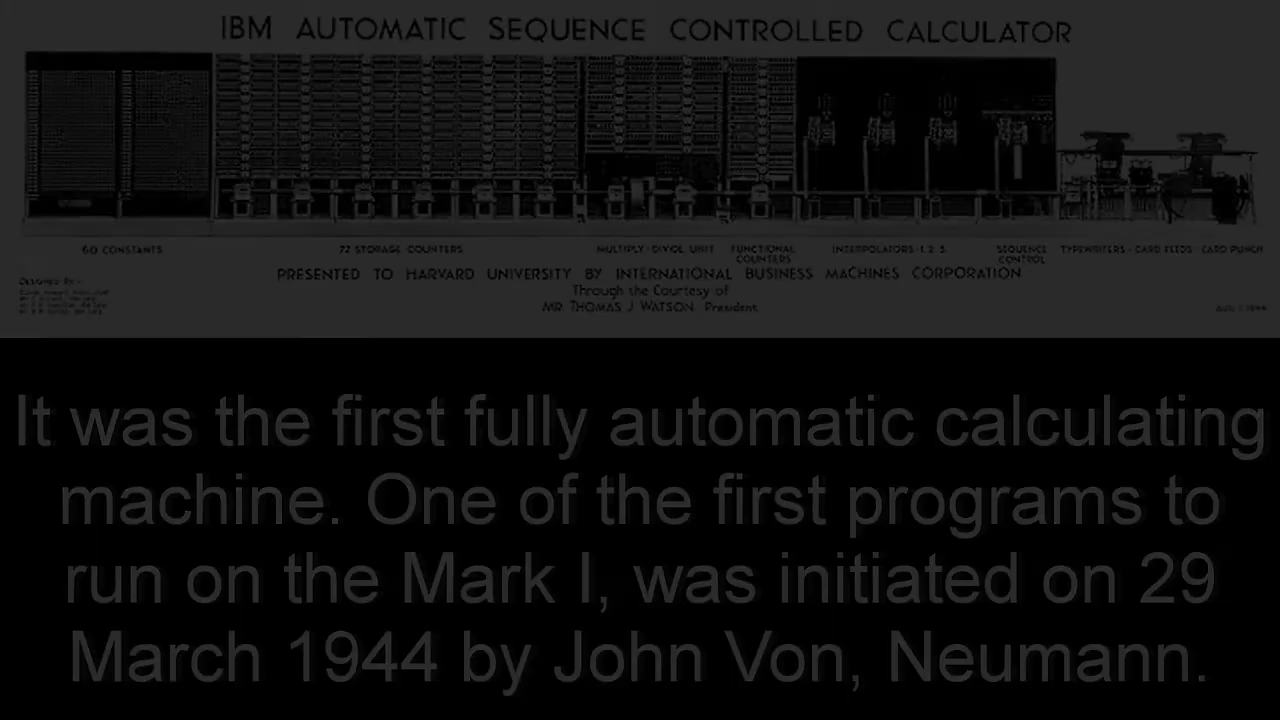 IBM AUTOMATIC SEQUENCE CONTROLLED CALCULATOR
60 CONSTANTS
72 STORAGE COUNTERS
MULTIPLY-DIVIDE UNIT
FUNCTIONAL
COUNTERS
INTERPOLATORS-1. 2. 3.
SEQUENCE
CONTROL
TYPEWRITERS - CARD FEEDS - CARD PUNCH
PRESENTED TO HARVARD UNIVERSITY BY INTERNATIONAL BUSINESS MACHINES CORPORATION
Through the Courtesy of
MR. THOMAS J. WATSON, President
DESIGNED BY -
It was the first fully automatic calculating
machine. One of the first programs to
run on the Mark I, was initiated on 29
March 1944 by John Von, Neumann.